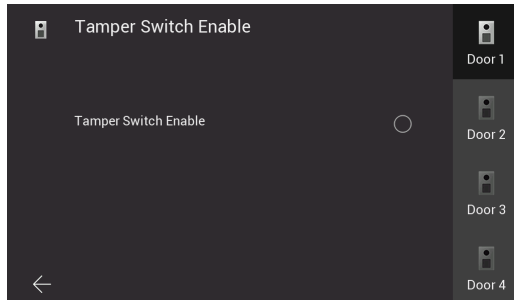 Tamper Switch Enable
Tamper Switch Enable
Door 1
Door 2
Door 3
Door 4